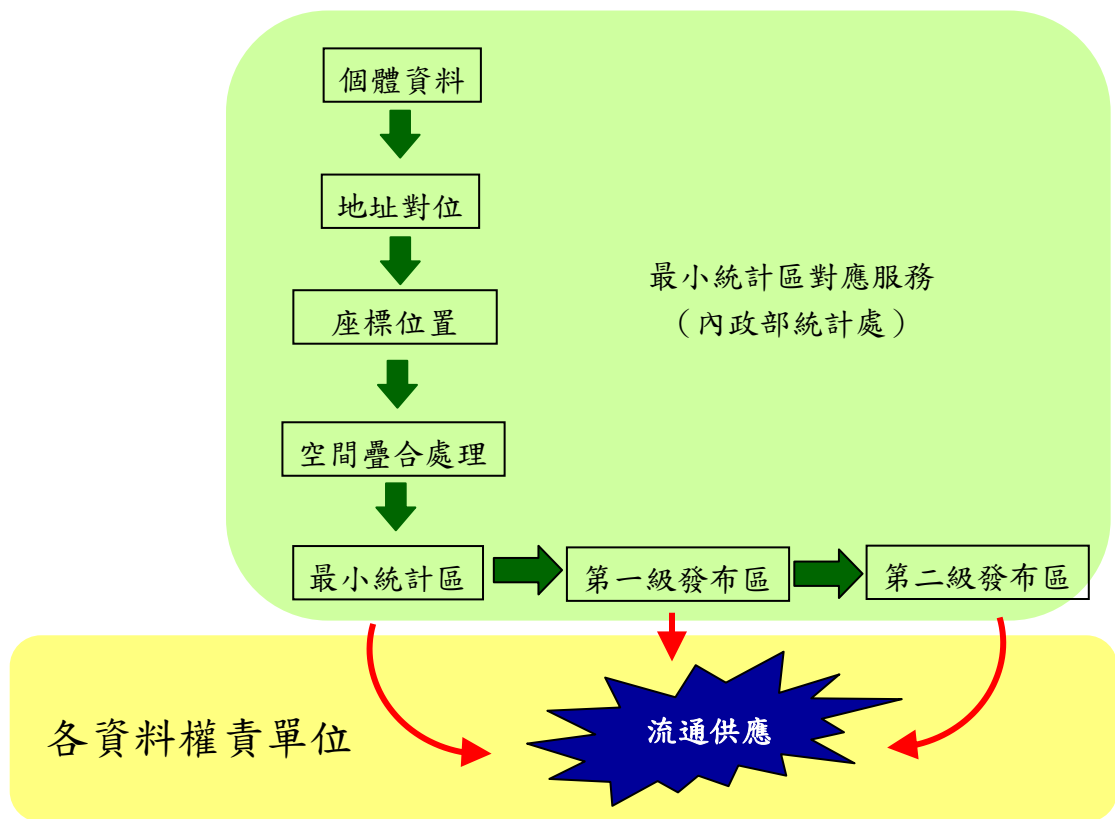 個體資料
地址對位
座標位置
空間疊合處理
最小統計區對應服務
（內政部統計處）
最小統計區
第一級發布區
第二級發布區
各資料權責單位
流通供應